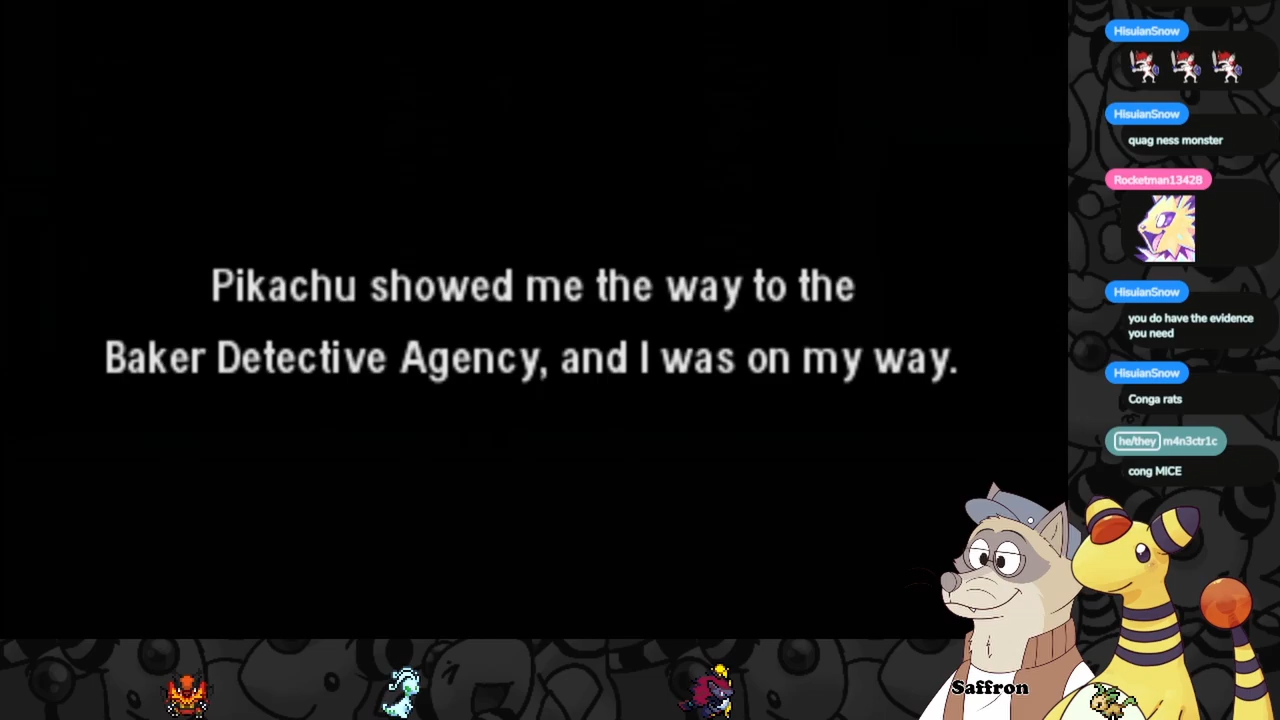 Pikachu showed me the way to the
Baker Detective Agency, and I was on my way.
HisuianSnow
HisuianSnow
quag ness monster
Rocketman13428
HisuianSnow
you do have the evidence
you need
HisuianSnow
Conga rats
he/they m4n3ctr1c
cong MICE
Saffron